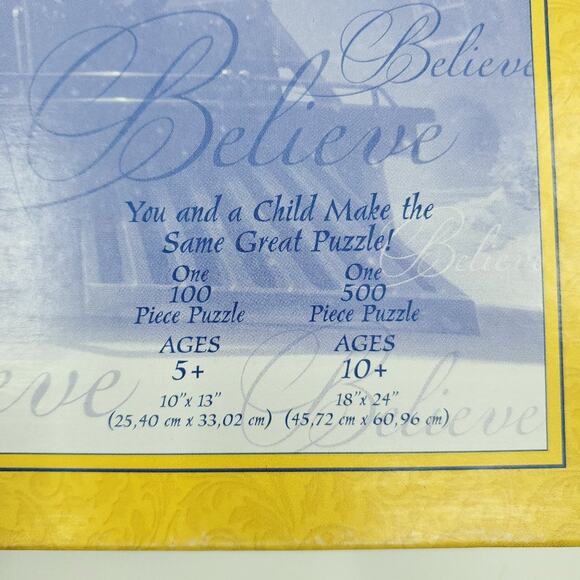 Believe
Believe
You and a Child Make the
Same Great Puzzle!
Believe
One
100
Piece Puzzle
AGES
5+
10"x 13"
(25,40 cm x 33,02 cm)
One
500
Piece Puzzle
AGES
10+
18"x 24"
(45,72 cm x 60,96 cm)
eve
Believe